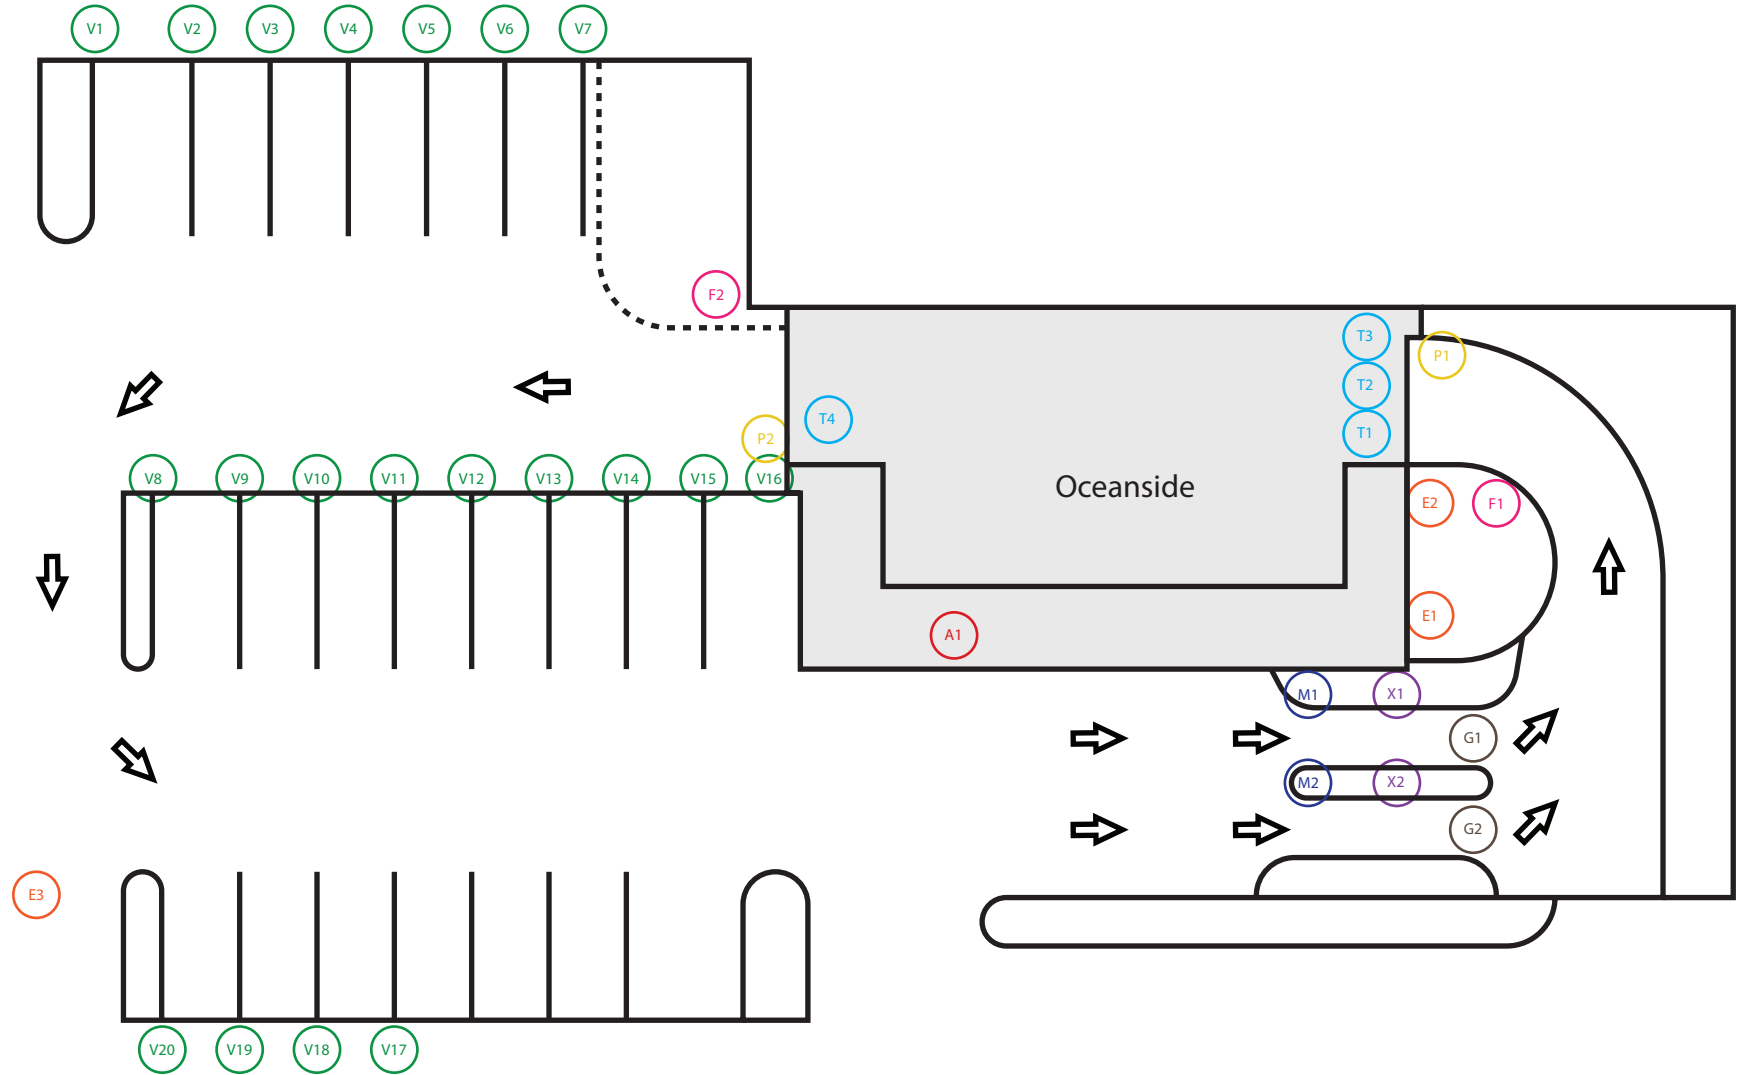 V1 V2 V3 V4 V5 V6 V7
F2
T3
P1
T2
T4
T1
P2
V8 V9 V10 V11 V12 V13 V14 V15 V16
Oceanside
E2 F1
E1
A1
M1 X1
G1
M2 X2
G2
E3
V20 V19 V18 V17